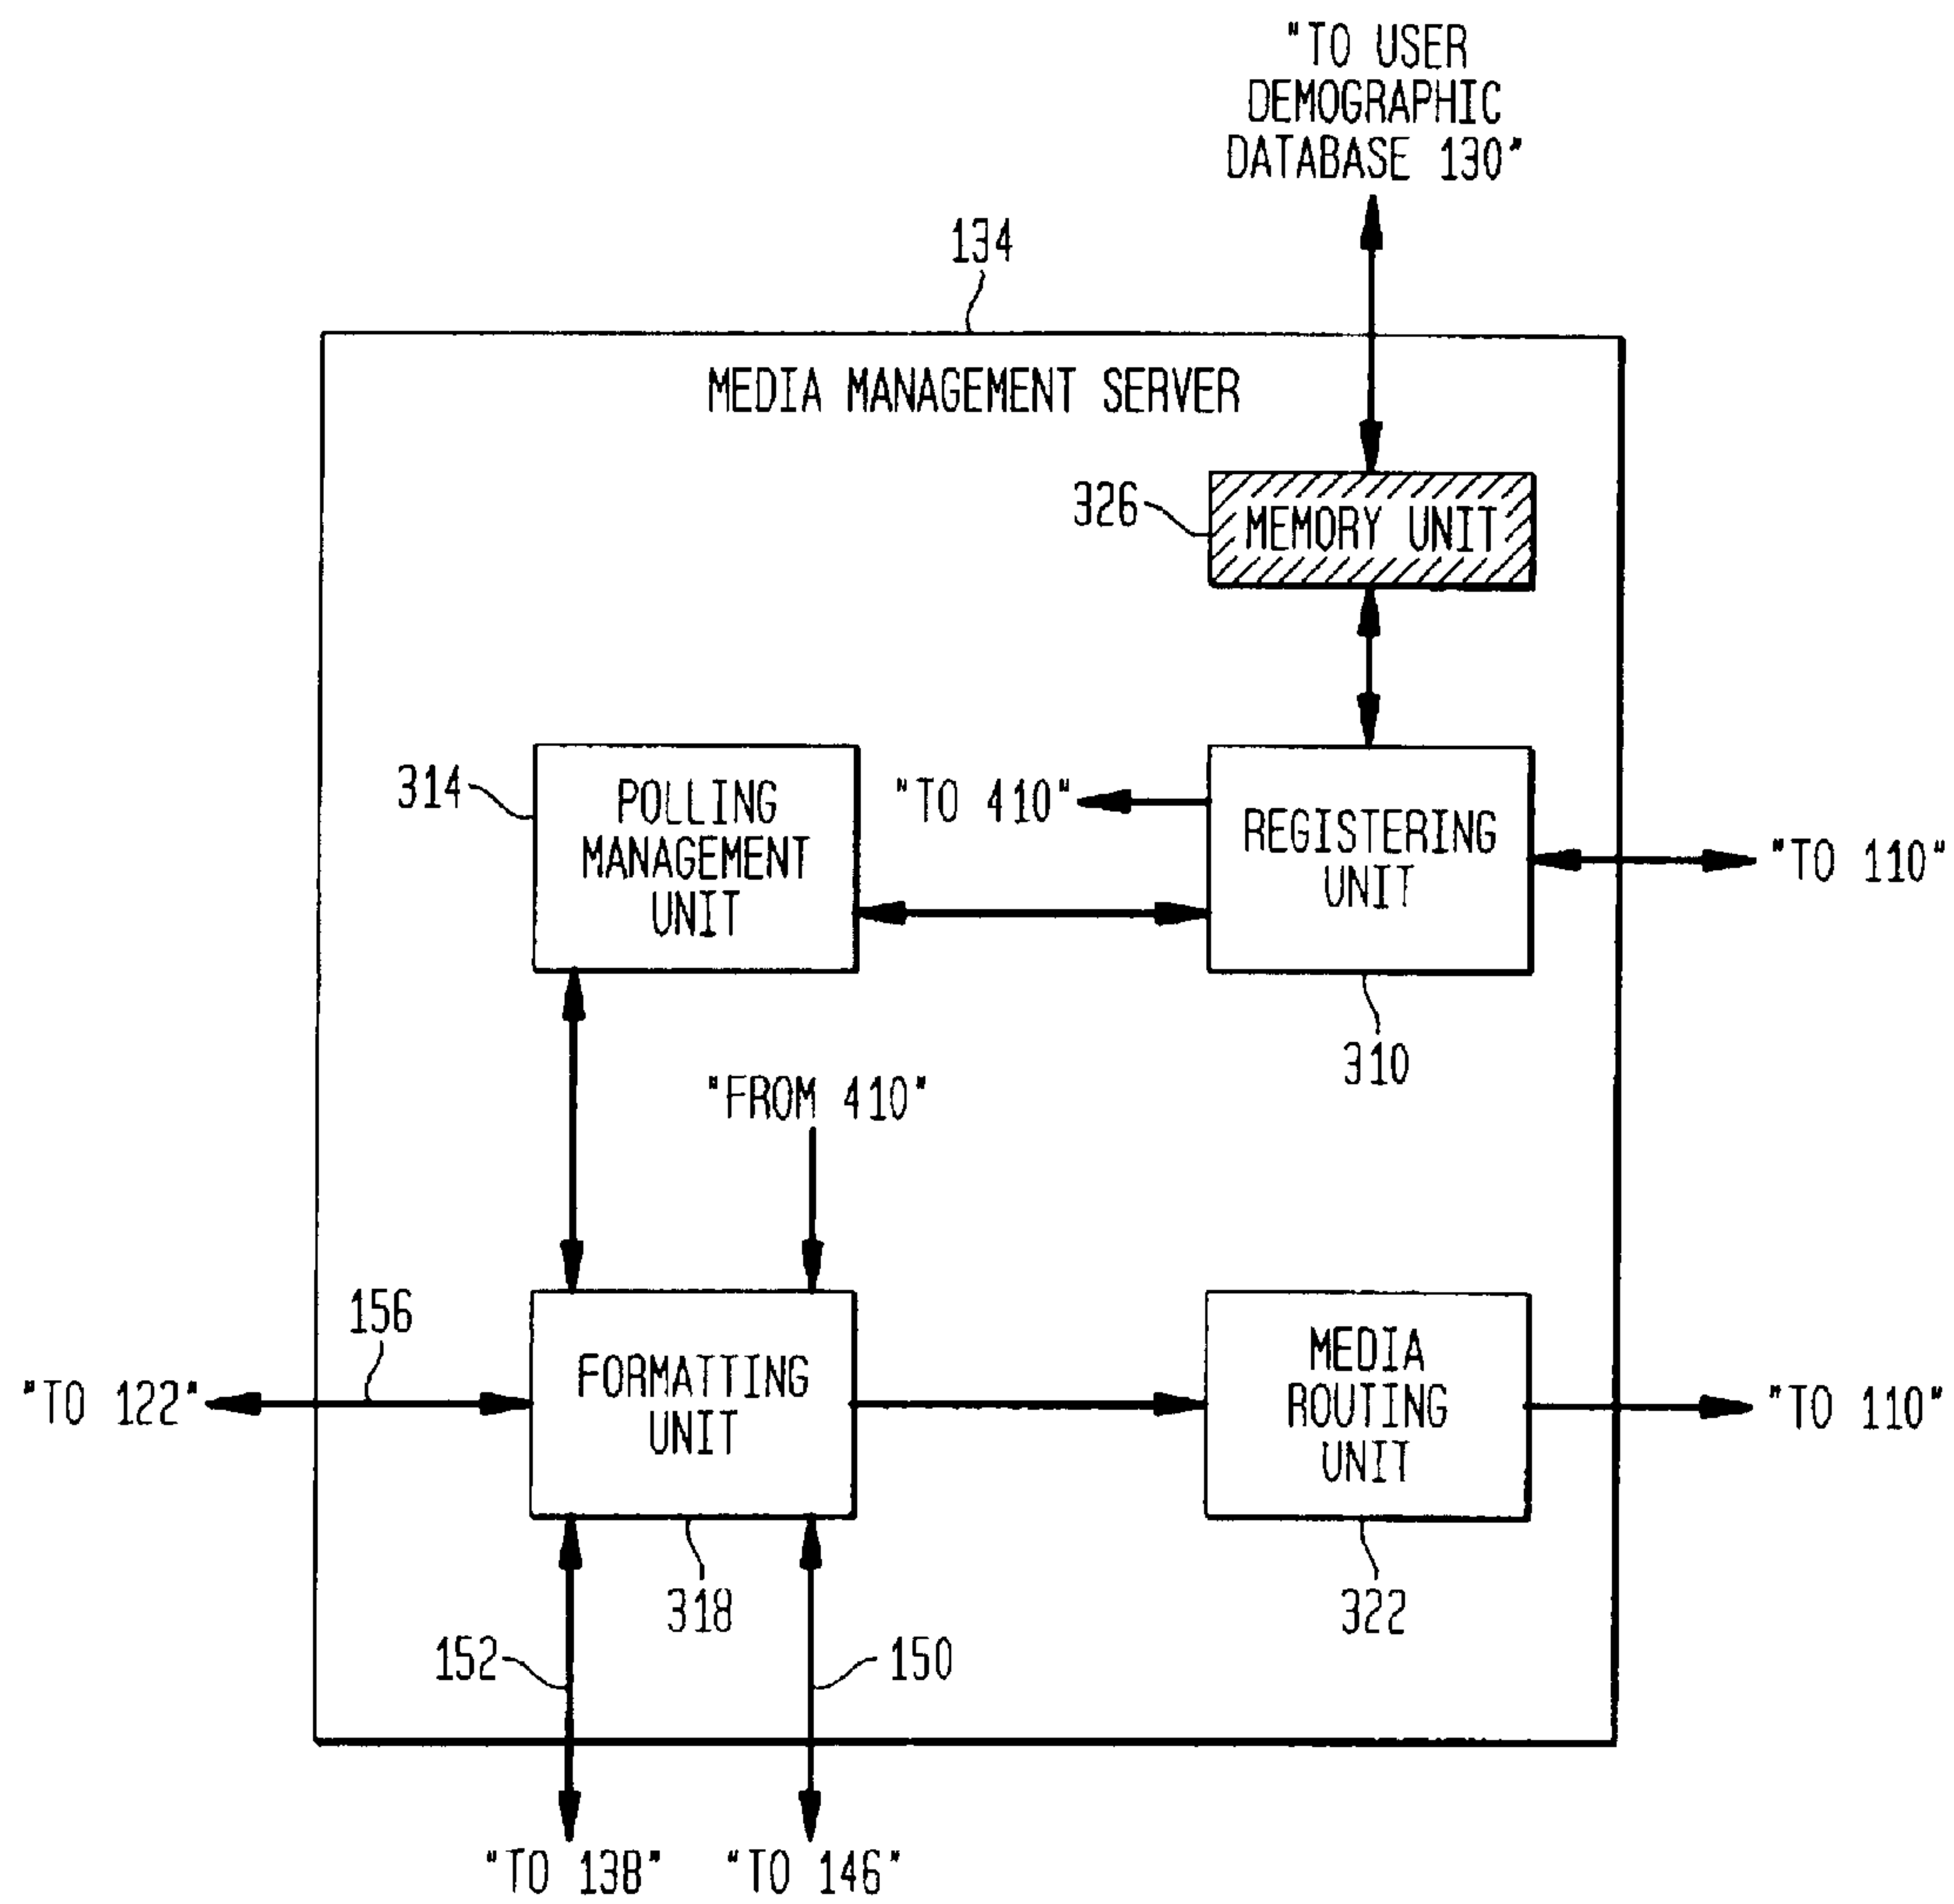 "TO USER
DEMOGRAPHIC
DATABASE 130"
134
MEDIA MANAGEMENT SERVER
326
MEMORY UNIT
314
POLLING
MANAGEMENT
UNIT
"TO 410"
REGISTERING
UNIT
"TO 110"
310
"FROM 410"
156
"TO 122"
FORMATTING
UNIT
MEDIA
ROUTING
UNIT
"TO 110"
318
322
152
150
"TO 138"
"TO 146"